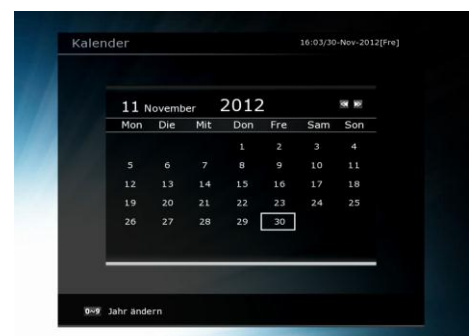 Kalender 16:03/30-Nov-2012[Fre]
11 November 2012
Mon Die Mit Don Fre Sam Son
1 2 3 4
5 6 7 8 9 10 11
12 13 14 15 16 17 18
19 20 21 22 23 24 25
26 27 28 29 30
0~9 Jahr ändern